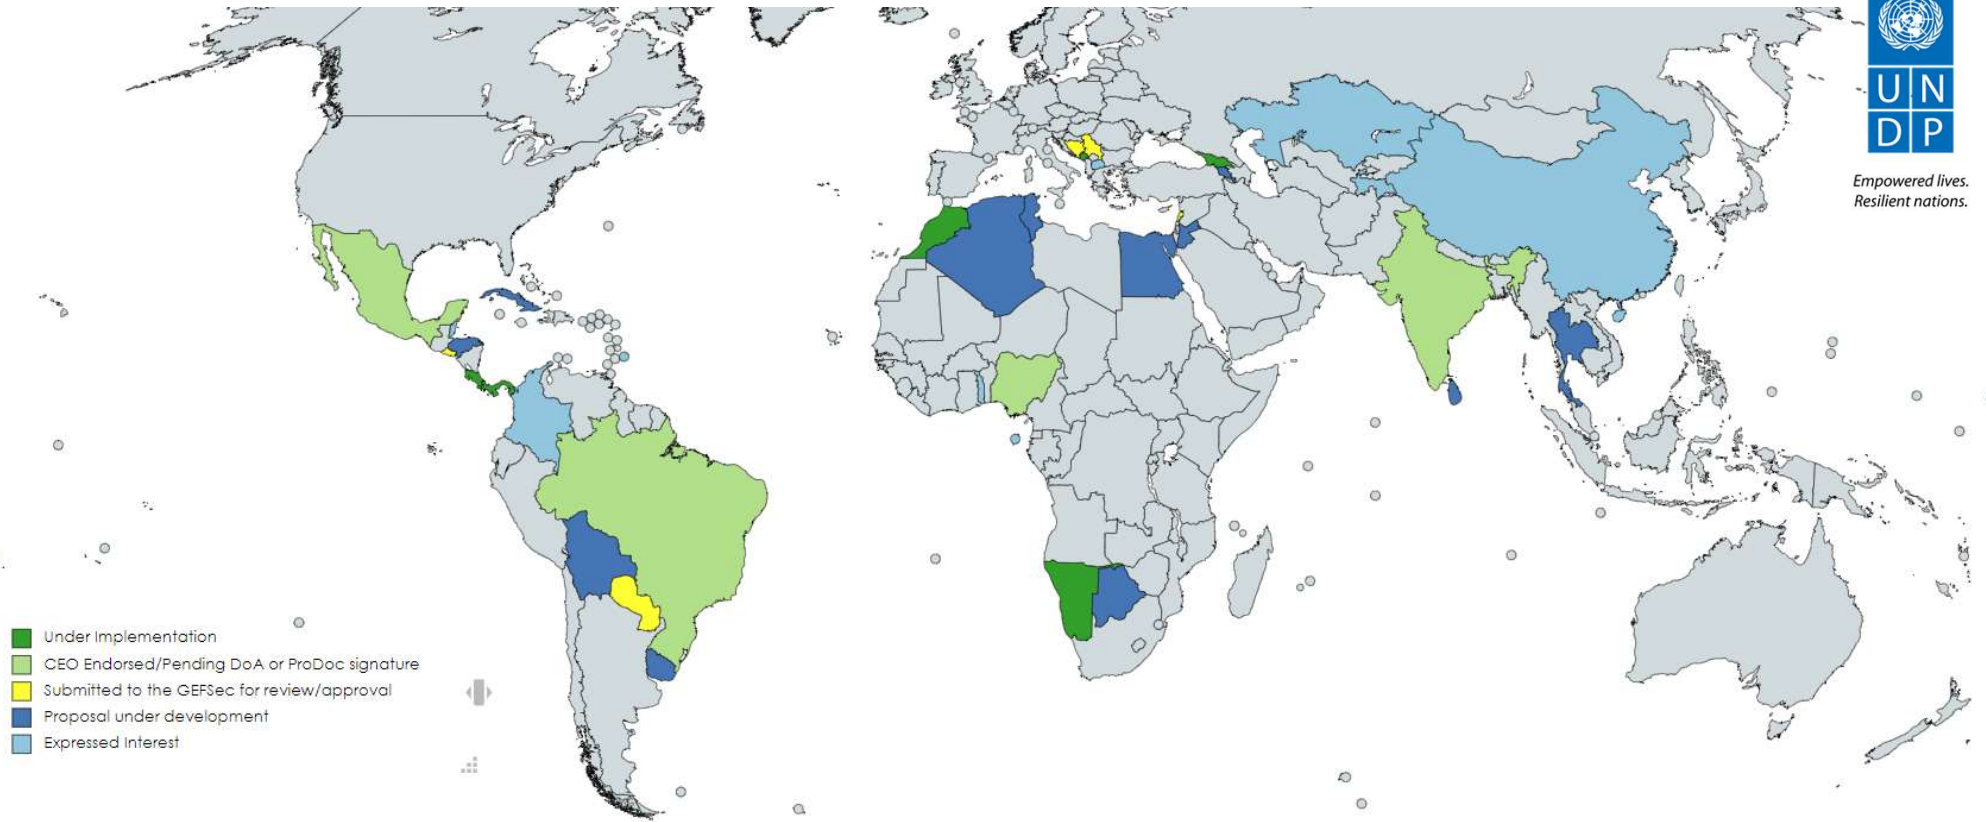 U N
D P
Empowered lives.
Resilient nations.
Under Implementation
CEO Endorsed/Pending DoA or ProDoc signature
Submitted to the GEFSec for review/approval
Proposal under development
Expressed Interest